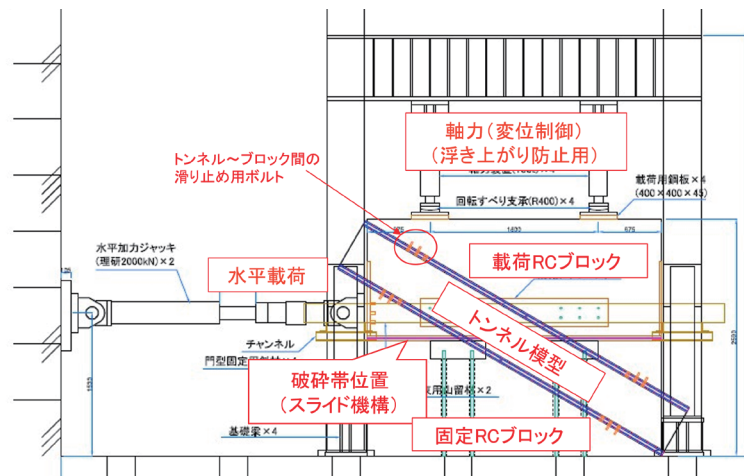 軸力(変位制御)
(浮き上がり防止用)
トンネル～ブロック間の
滑り止め用ボルト
載荷用鋼板×4
(400×400×45)
回転すべり支承(R400)×4
675
675
水平加力ジャッキ
(理研2000kN)×2
水平載荷
載荷RCブロック
トンネル模型
チャンネル
破砕帯位置
(スライド機構)
固定RCブロック
基礎梁×4